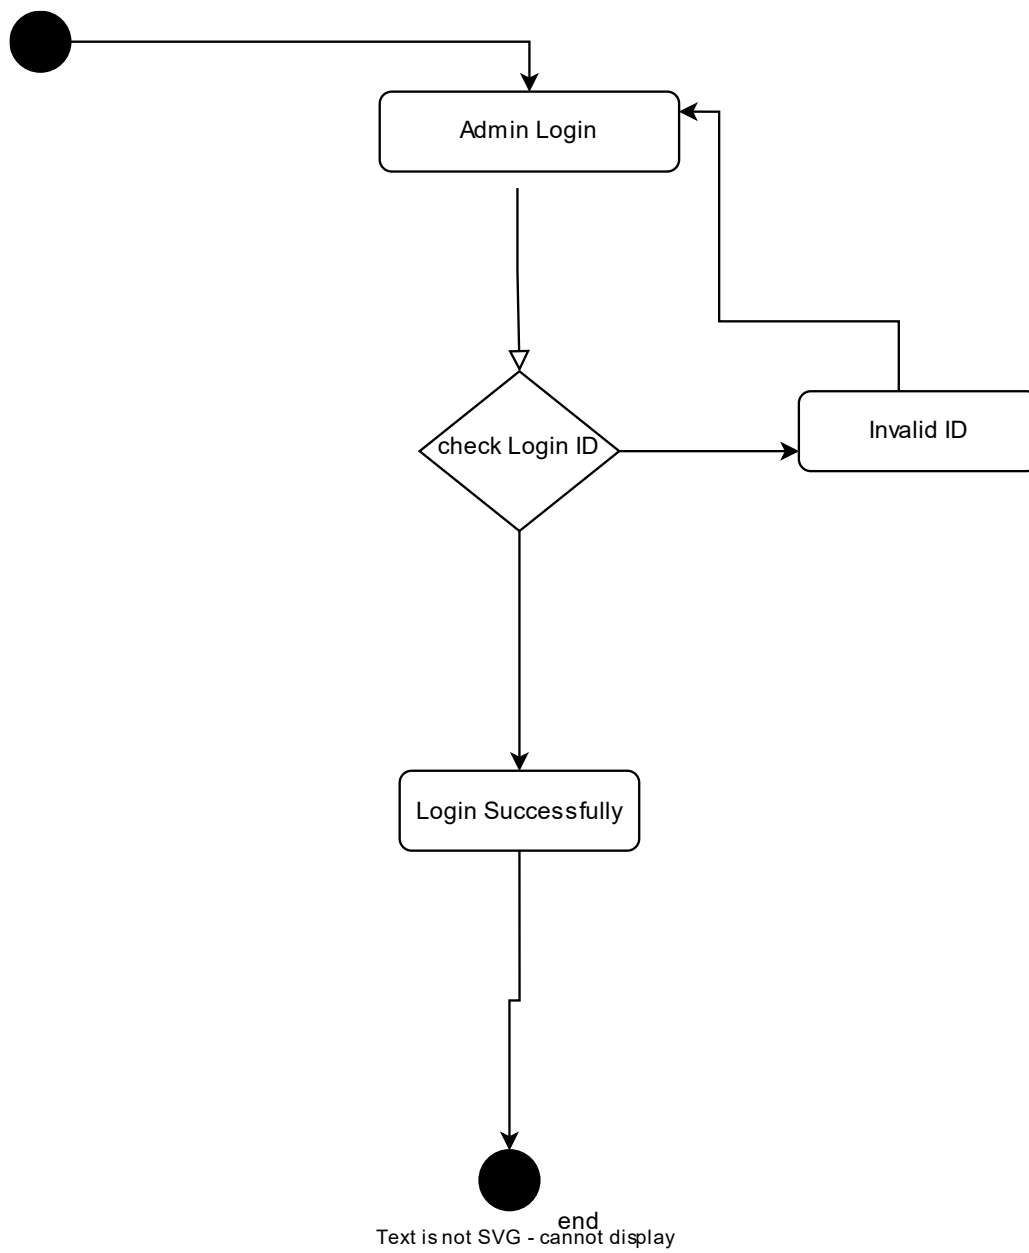 Admin Login
check Login ID
Invalid ID
Login Successfully
end
Text is not SVG - cannot display